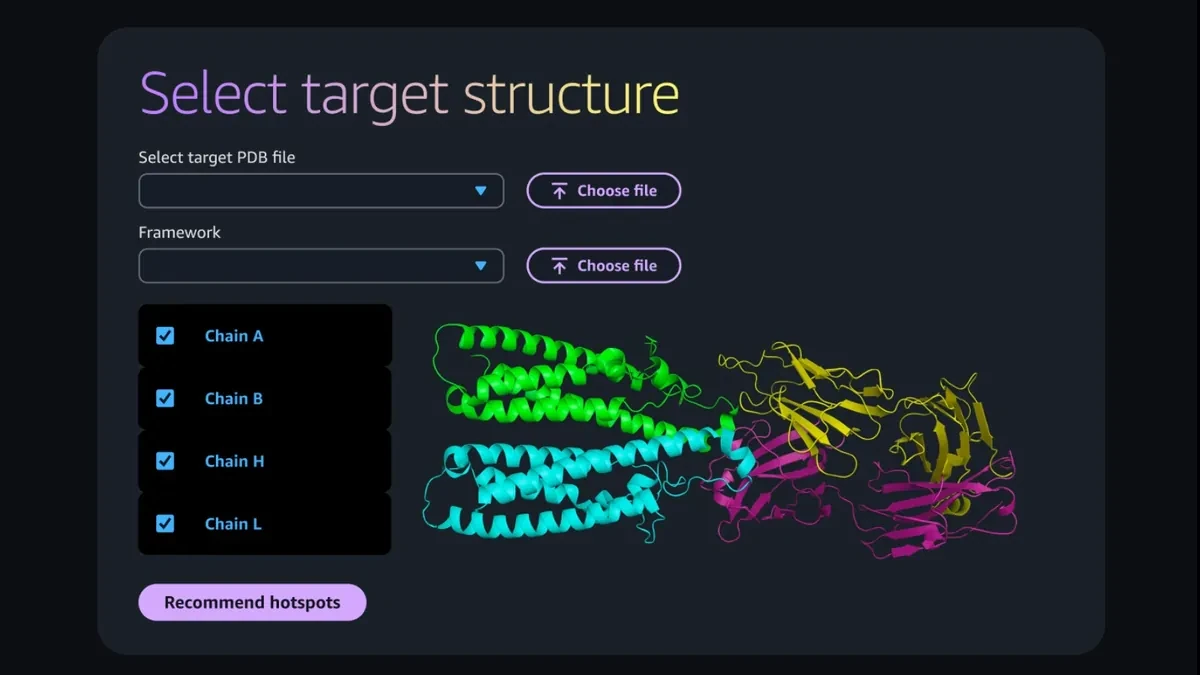 Select target structure
Select target PDB file
Choose file
Framework
Choose file
Chain A
Chain B
Chain H
Chain L
Recommend hotspots